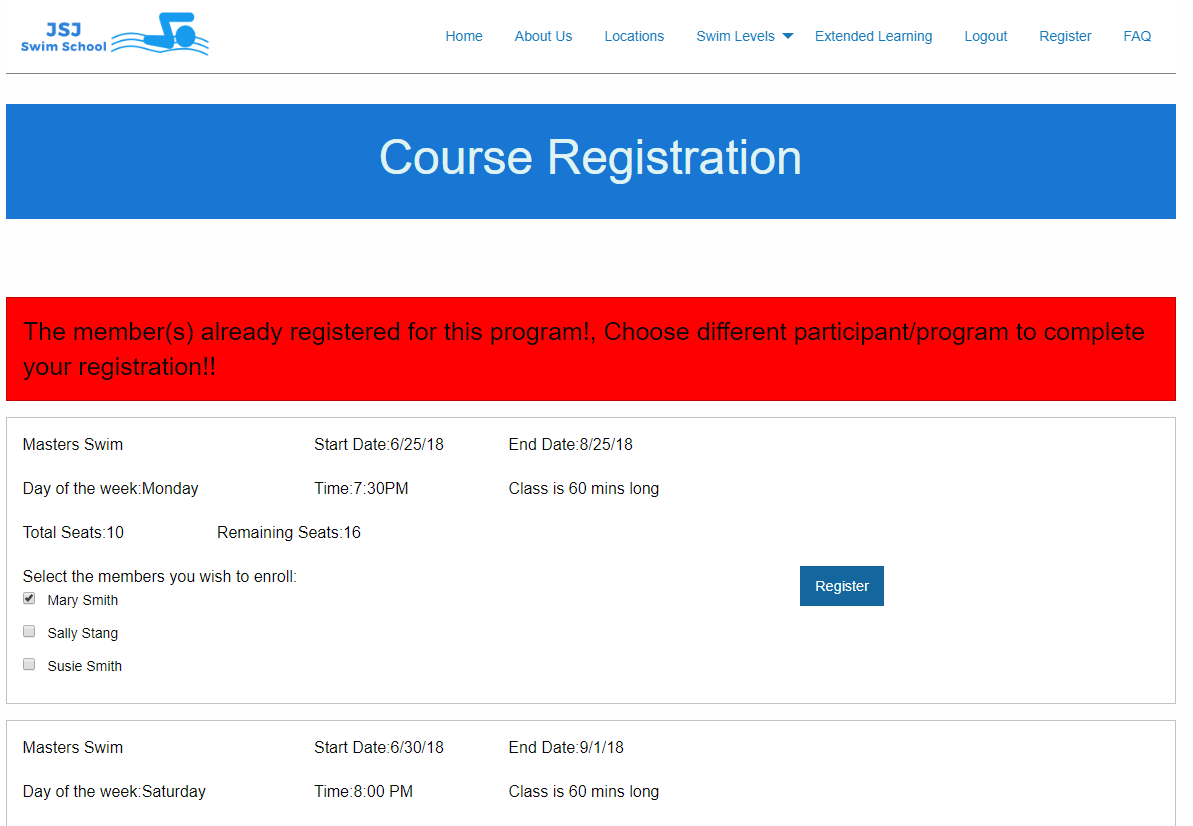 JSJ
Swim School
Home About Us Locations Swim Levels Extended Learning Logout Register FAQ
Course Registration
The member(s) already registered for this program!, Choose different participant/program to complete
your registration!!
Masters Swim Start Date:6/25/18 End Date:8/25/18
Day of the week:Monday Time:7:30PM Class is 60 mins long
Total Seats:10 Remaining Seats:16
Select the members you wish to enroll:
Register
Mary Smith
Sally Stang
Susie Smith
Masters Swim Start Date:6/30/18 End Date:9/1/18
Day of the week:Saturday Time:8:00 PM Class is 60 mins long